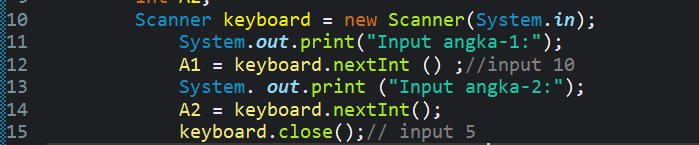 int A2;
10 Scanner keyboard = new Scanner(System.in);
11 System.out.print("Input angka-1:");
12 A1 = keyboard.nextInt () ;//input 10
13 System. out.print ("Input angka-2:");
14 A2 = keyboard.nextInt();
15 keyboard.close();// input 5